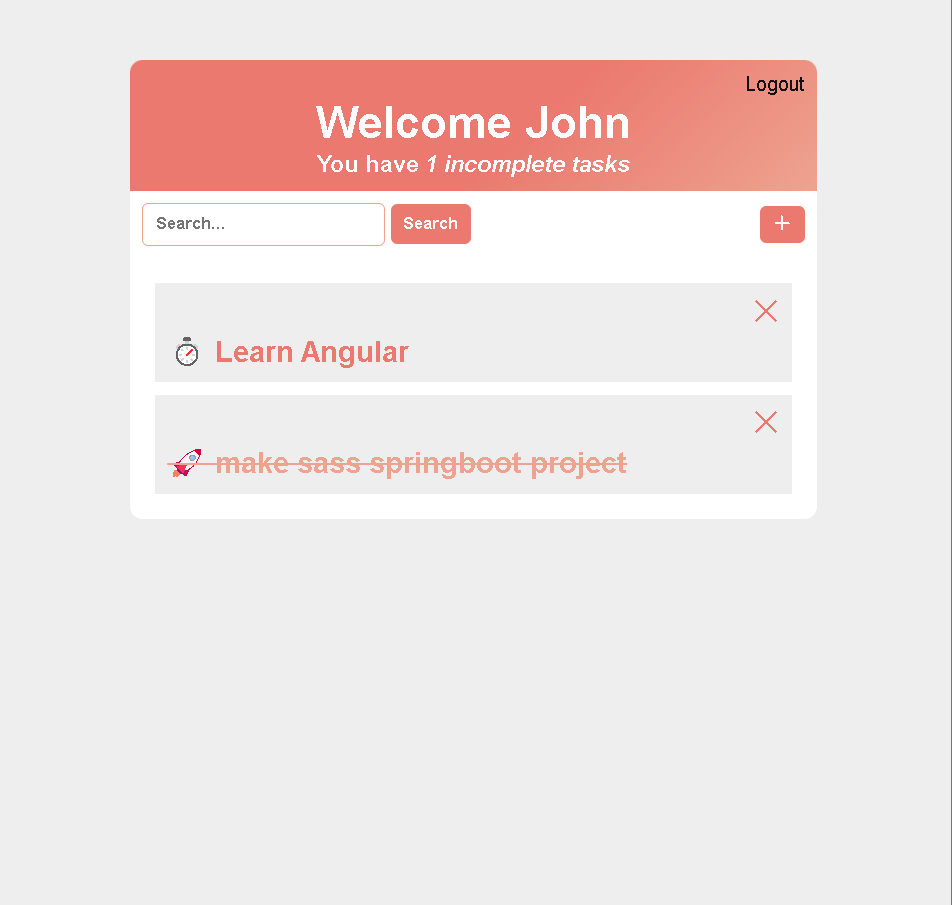 Logout
Welcome John
You have 1 incomplete tasks
Search... Search +
Learn Angular
make sass springboot project